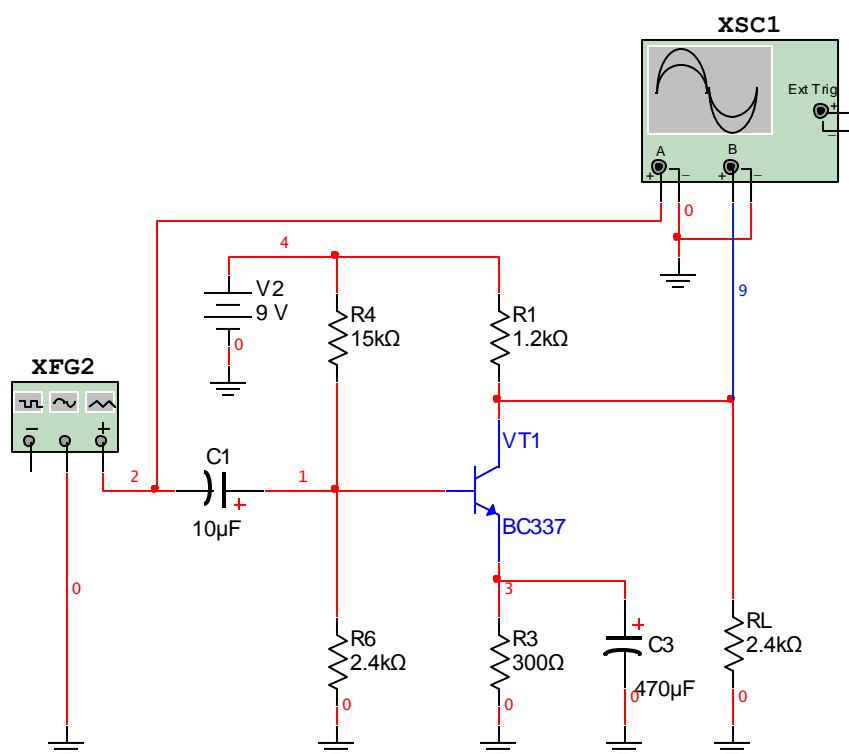 XSC1
Ext Trig
+
−
A
B
+ − + −
0
4
V2
9 V
0
R4
15kΩ
R1
1.2kΩ
9
XFG2
− +
VT1
C1
2
1
+
10µF
BC337
0
3
R6
2.4kΩ
0
R3
300Ω
0
+
C3
470µF
0
RL
2.4kΩ
0